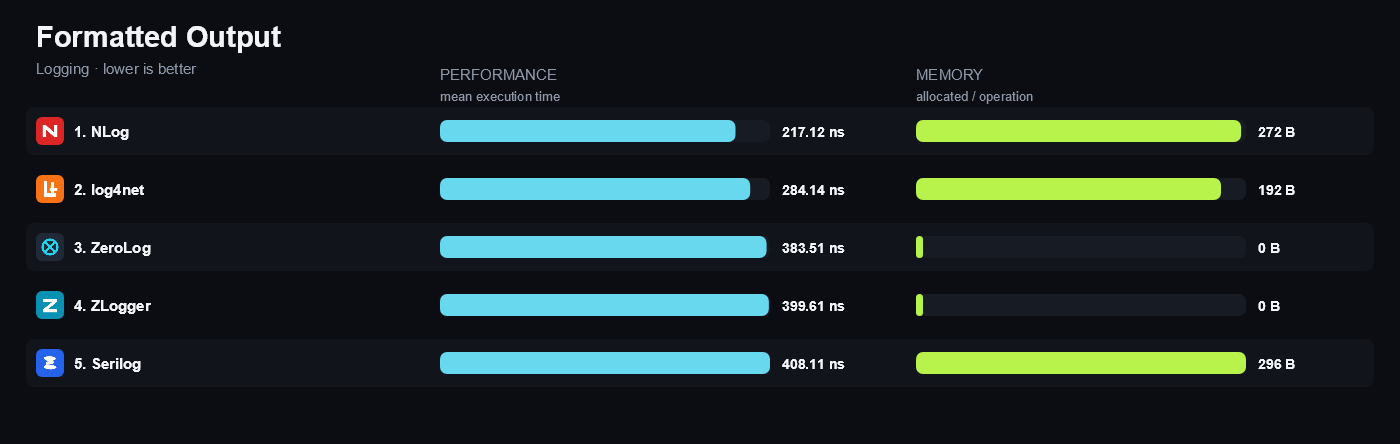 Formatted Output
Logging · lower is better
PERFORMANCE
mean execution time
MEMORY
allocated / operation
1. NLog 217.12 ns 272 B
2. log4net 284.14 ns 192 B
3. ZeroLog 383.51 ns 0 B
4. ZLogger 399.61 ns 0 B
5. Serilog 408.11 ns 296 B